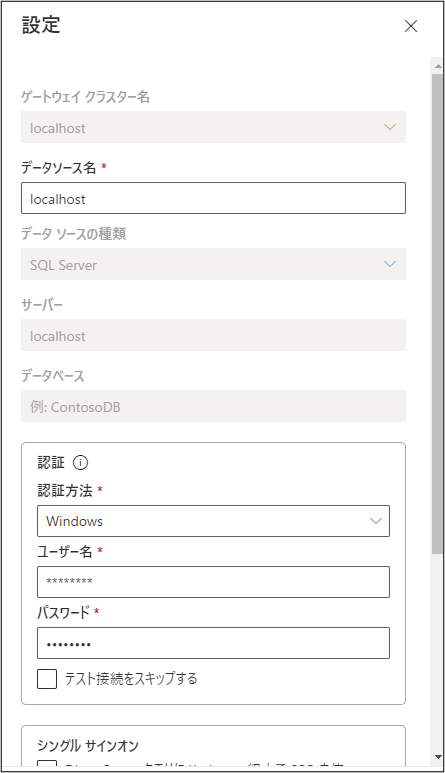 設定
ゲートウェイ クラスター名
localhost
データソース名 *
localhost
データ ソースの種類
SQL Server
サーバー
localhost
データベース
例: ContosoDB
認証
認証方法 *
Windows
ユーザー名 *
********
パスワード *
••••••••
テスト接続をスキップする
シングル サインオン